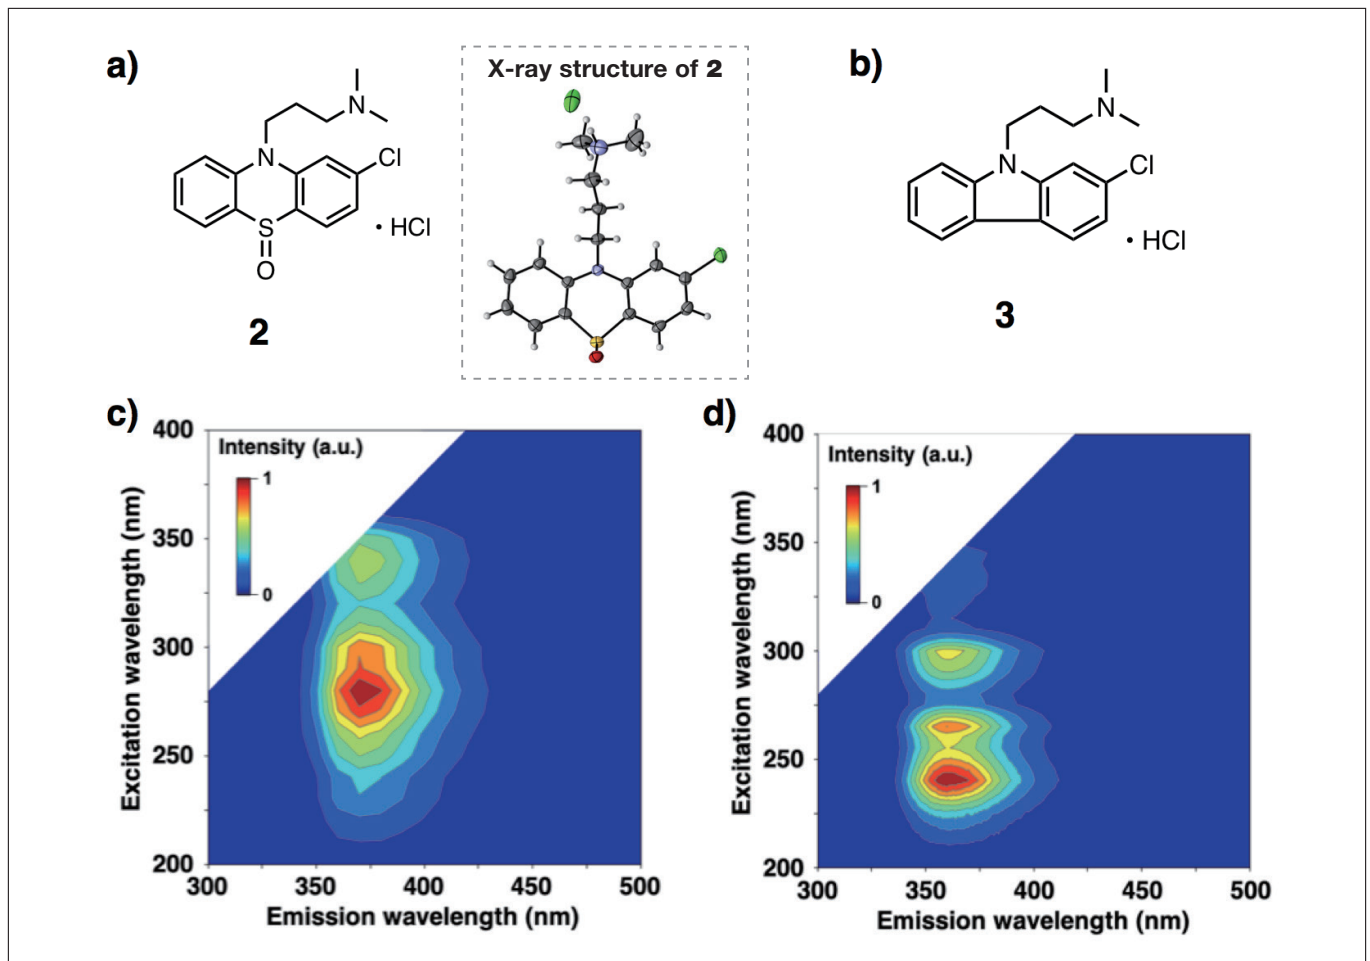 a)
N
N
Cl
S
O
• HCl
2
X-ray structure of 2
b)
N
N
Cl
• HCl
3
c)
Intensity (a.u.)
1
0
400
350
300
250
200
Excitation wavelength (nm)
300 350 400 450 500
Emission wavelength (nm)
d)
Intensity (a.u.)
1
0
400
350
300
250
200
Excitation wavelength (nm)
300 350 400 450 500
Emission wavelength (nm)